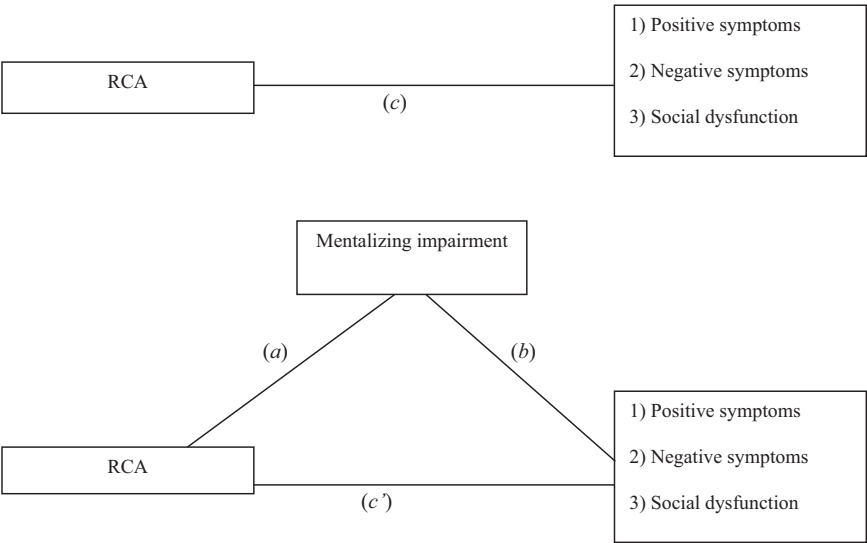 1) Positive symptoms
RCA
2) Negative symptoms
(c)
3) Social dysfunction
Mentalizing impairment
(a)
(b)
1) Positive symptoms
RCA
2) Negative symptoms
(c’)
3) Social dysfunction